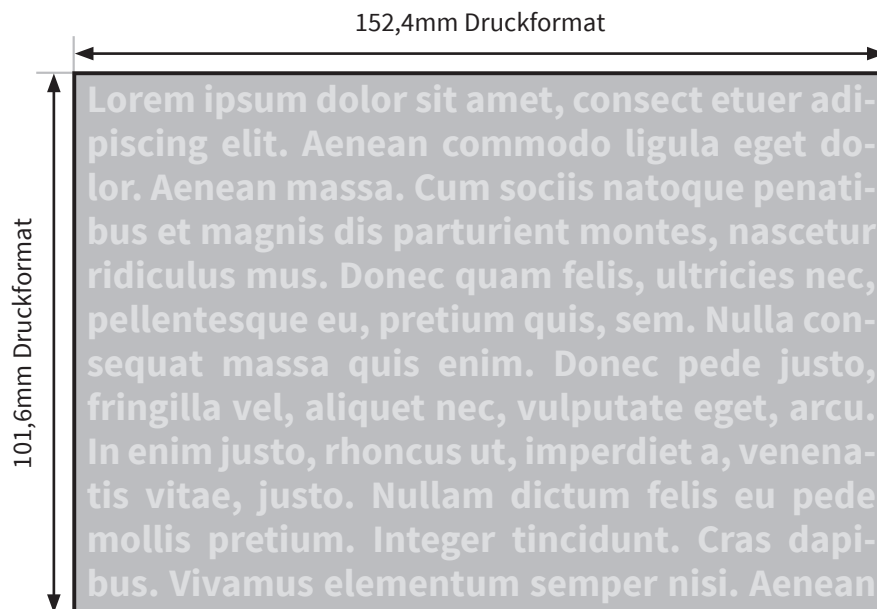 152,4mm Druckformat
101,6mm Druckformat
Lorem ipsum dolor sit amet, consect etuer adi-
piscing elit. Aenean commodo ligula eget do-
lor. Aenean massa. Cum sociis natoque penati-
bus et magnis dis parturient montes, nascetur
ridiculus mus. Donec quam felis, ultricies nec,
pellentesque eu, pretium quis, sem. Nulla con-
sequat massa quis enim. Donec pede justo,
fringilla vel, aliquet nec, vulputate eget, arcu.
In enim justo, rhoncus ut, imperdiet a, venena-
tis vitae, justo. Nullam dictum felis eu pede
mollis pretium. Integer tincidunt. Cras dapi-
bus. Vivamus elementum semper nisi. Aenean